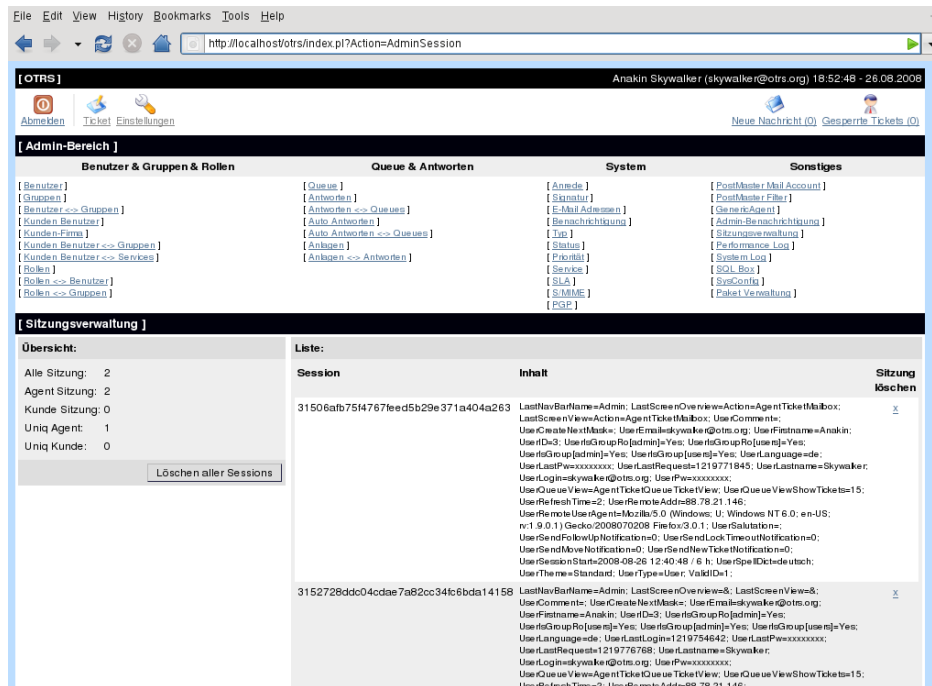 File Edit View History Bookmarks Tools Help
http://localhost/otrs/index.pl?Action=AdminSession
[ OTRS ] Anakin Skywalker (skywalker@otrs.org) 18:52:48 - 26.08.2008
Abmelden Ticket Einstellungen Neue Nachricht (0) Gesperrte Tickets (0)
[ Admin-Bereich ]
Benutzer & Gruppen & Rollen Queue & Antworten System Sonstiges
[ Benutzer ] [ Queue ] [ Anrede ] [ PostMaster Mail Account ]
[ Gruppen ] [ Antworten ] [ Signatur ] [ PostMaster Filter ]
[ Benutzer <-> Gruppen ] [ Antworten <-> Queues ] [ E-Mail Adressen ] [ GenericAgent ]
[ Kunden Benutzer ] [ Auto Antworten ] [ Benachrichtigung ] [ Admin-Benachrichtigung ]
[ Kunden-Firma ] [ Auto Antworten <-> Queues ] [ Typ ] [ Sitzungsverwaltung ]
[ Kunden Benutzer <-> Gruppen ] [ Anlagen ] [ Status ] [ Performance Log ]
[ Kunden Benutzer <-> Services ] [ Anlagen <-> Antworten ] [ Priorität ] [ System Log ]
[ Rollen ] [ Service ] [ SQL Box ]
[ Rollen <-> Benutzer ] [ SLA ] [ SysConfig ]
[ Rollen <-> Gruppen ] [ S/MIME ] [ Paket Verwaltung ]
[ PGP ]
[ Sitzungsverwaltung ]
Übersicht:
Alle Sitzung: 2
Agent Sitzung: 2
Kunde Sitzung: 0
Uniq Agent: 1
Uniq Kunde: 0
Löschen aller Sessions
Liste:
Session Inhalt Sitzung löschen
31506afb75f4767feed5b29e371a404a263 LastNavBarName=Admin; LastScreenOverview=Action=AgentTicketMailbox; x
LastScreenView=Action=AgentTicketMailbox; UserComment=;
UserCreateNextMask=; UserEmail=skywalker@otrs.org; UserFirstname=Anakin;
UserID=3; UserIsGroupRo[admin]=Yes; UserIsGroupRo[users]=Yes;
UserIsGroup[admin]=Yes; UserIsGroup[users]=Yes; UserLanguage=de;
UserLastPw=xxxxxxxx; UserLastRequest=1219771845; UserLastname=Skywalker;
UserLogin=skywalker@otrs.org; UserPw=xxxxxxxx;
UserQueueView=AgentTicketQueueTicketView; UserQueueViewShowTickets=15;
UserRefreshTime=2; UserRemoteAddr=88.78.21.146;
UserRemoteUserAgent=Mozilla/5.0 (Windows; U; Windows NT 6.0; en-US;
rv:1.9.0.1) Gecko/2008070208 Firefox/3.0.1; UserSalutation=;
UserSendFollowUpNotification=0; UserSendLockTimeoutNotification=0;
UserSendMoveNotification=0; UserSendNewTicketNotification=0;
UserSessionStart=2008-08-26 12:40:48 / 6 h; UserSpellDict=deutsch;
UserTheme=Standard; UserType=User; ValidID=1;
3152728ddc04cdae7a82cc34fc6bda14158 LastNavBarName=Admin; LastScreenOverview=&; LastScreenView=&; x
UserComment=; UserCreateNextMask=; UserEmail=skywalker@otrs.org;
UserFirstname=Anakin; UserID=3; UserIsGroupRo[admin]=Yes;
UserIsGroupRo[users]=Yes; UserIsGroup[admin]=Yes; UserIsGroup[users]=Yes;
UserLanguage=de; UserLastLogin=1219754642; UserLastPw=xxxxxxxx;
UserLastRequest=1219776768; UserLastname=Skywalker;
UserLogin=skywalker@otrs.org; UserPw=xxxxxxxx;
UserQueueView=AgentTicketQueueTicketView; UserQueueViewShowTickets=15;
UserRefreshTime=2; UserRemoteAddr=88.78.21.146;